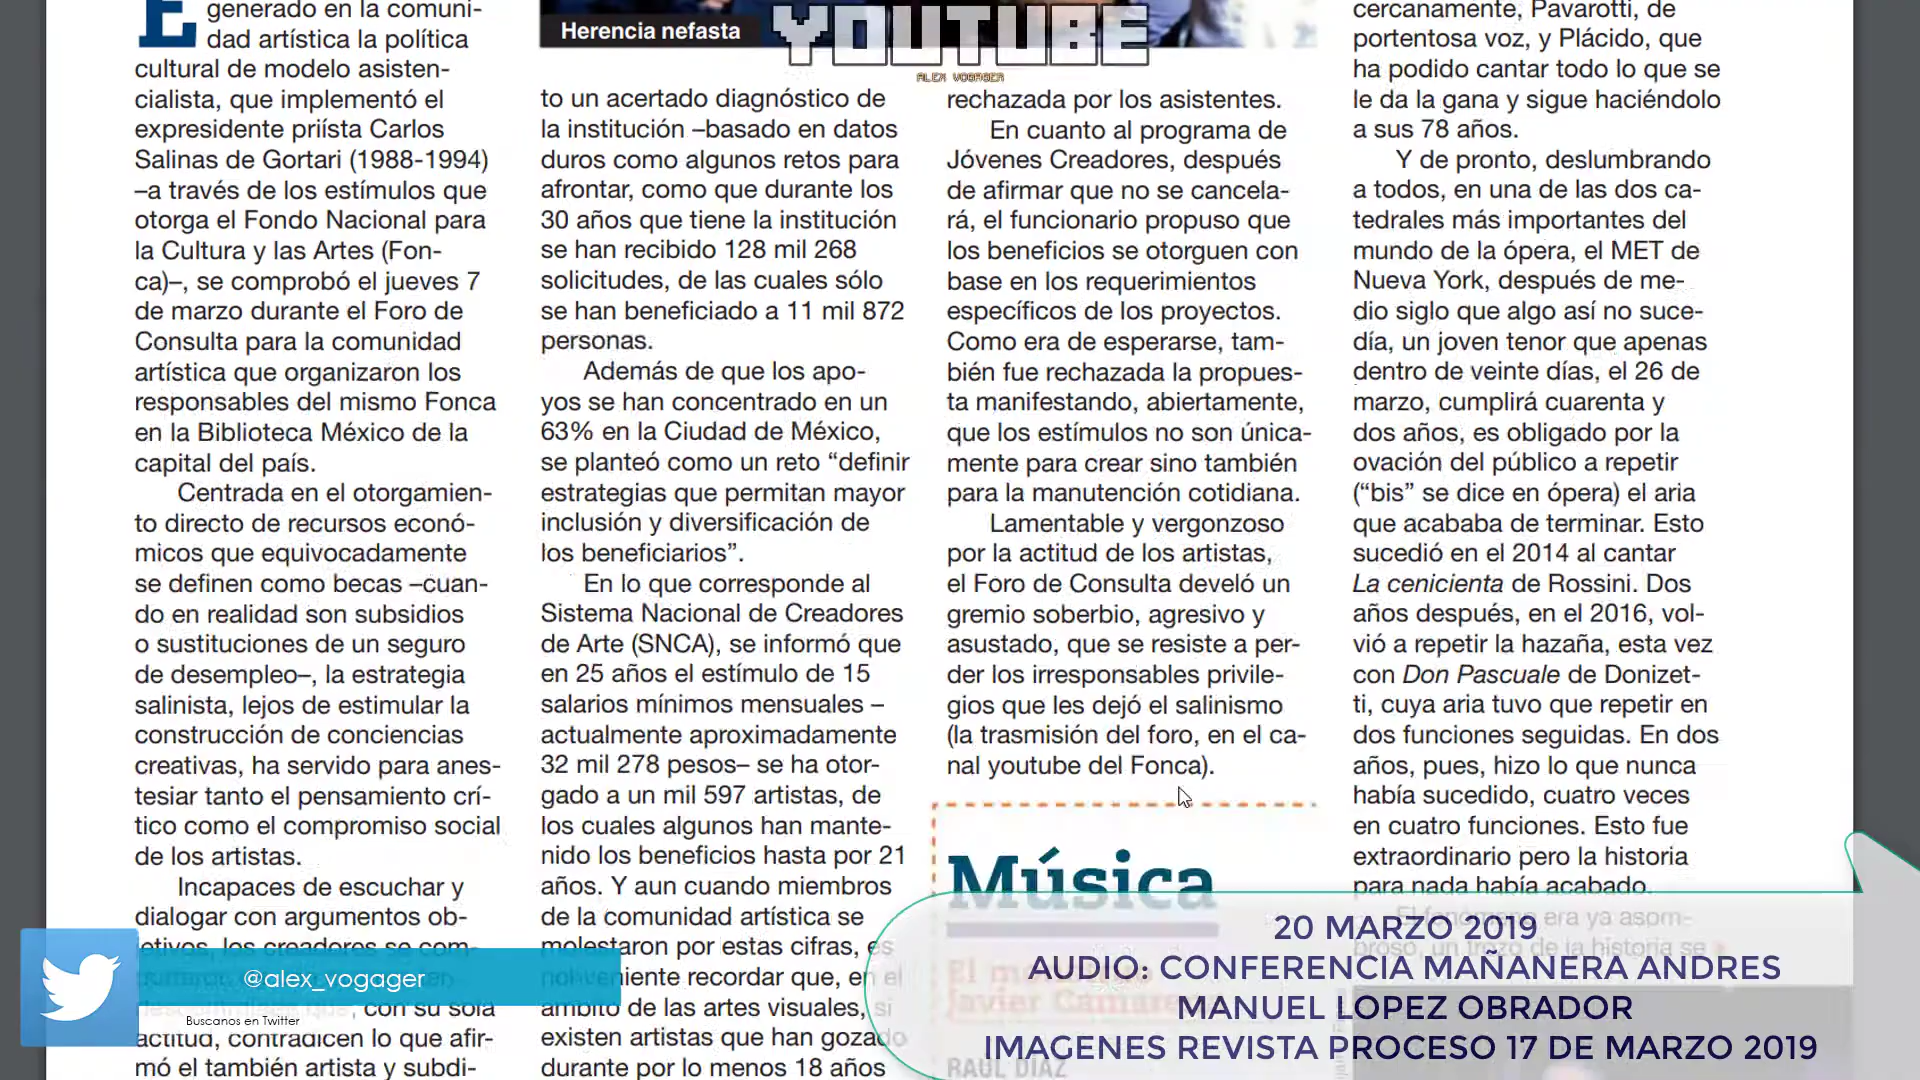 E
generado en la comuni-
dad artística la política
cultural de modelo asisten-
cialista, que implementó el
expresidente priísta Carlos
Salinas de Gortari (1988-1994)
–a través de los estímulos que
otorga el Fondo Nacional para
la Cultura y las Artes (Fon-
ca)–, se comprobó el jueves 7
de marzo durante el Foro de
Consulta para la comunidad
artística que organizaron los
responsables del mismo Fonca
en la Biblioteca México de la
capital del país.
Centrada en el otorgamien-
to directo de recursos econó-
micos que equivocadamente
se definen como becas –cuan-
do en realidad son subsidios
o sustituciones de un seguro
de desempleo–, la estrategia
salinista, lejos de estimular la
construcción de conciencias
creativas, ha servido para anes-
tesiar tanto el pensamiento crí-
tico como el compromiso social
de los artistas.
Incapaces de escuchar y
dialogar con argumentos ob-
jetivos, los creadores se com-
con su sola
actitud, contradicen lo que afir-
mó el también artista y subdi-
Herencia nefasta
to un acertado diagnóstico de
la institución –basado en datos
duros como algunos retos para
afrontar, como que durante los
30 años que tiene la institución
se han recibido 128 mil 268
solicitudes, de las cuales sólo
se han beneficiado a 11 mil 872
personas.
Además de que los apo-
yos se han concentrado en un
63% en la Ciudad de México,
se planteó como un reto “definir
estrategias que permitan mayor
inclusión y diversificación de
los beneficiarios”.
En lo que corresponde al
Sistema Nacional de Creadores
de Arte (SNCA), se informó que
en 25 años el estímulo de 15
salarios mínimos mensuales –
actualmente aproximadamente
32 mil 278 pesos– se ha otor-
gado a un mil 597 artistas, de
los cuales algunos han mante-
nido los beneficios hasta por 21
años. Y aun cuando miembros
de la comunidad artística se
molestaron por estas cifras, es
recordar que, en el
ámbito de las artes visuales, si
existen artistas que han gozado
durante por lo menos 18 años
YOUTUBE
ALEX VOGAGER
rechazada por los asistentes.
En cuanto al programa de
Jóvenes Creadores, después
de afirmar que no se cancela-
rá, el funcionario propuso que
los beneficios se otorguen con
base en los requerimientos
específicos de los proyectos.
Como era de esperarse, tam-
bién fue rechazada la propues-
ta manifestando, abiertamente,
que los estímulos no son única-
mente para crear sino también
para la manutención cotidiana.
Lamentable y vergonzoso
por la actitud de los artistas,
el Foro de Consulta develó un
gremio soberbio, agresivo y
asustado, que se resiste a per-
der los irresponsables privile-
gios que les dejó el salinismo
(la trasmisión del foro, en el ca-
nal youtube del Fonca).
Música
Javier Camarena
RAÚL DÍAZ
cercanamente, Pavarotti, de
portentosa voz, y Plácido, que
ha podido cantar todo lo que se
le da la gana y sigue haciéndolo
a sus 78 años.
Y de pronto, deslumbrando
a todos, en una de las dos ca-
tedrales más importantes del
mundo de la ópera, el MET de
Nueva York, después de me-
dio siglo que algo así no suce-
día, un joven tenor que apenas
dentro de veinte días, el 26 de
marzo, cumplirá cuarenta y
dos años, es obligado por la
ovación del público a repetir
(“bis” se dice en ópera) el aria
que acababa de terminar. Esto
sucedió en el 2014 al cantar
La cenicienta de Rossini. Dos
años después, en el 2016, vol-
vió a repetir la hazaña, esta vez
con Don Pascuale de Donizet-
ti, cuya aria tuvo que repetir en
dos funciones seguidas. En dos
años, pues, hizo lo que nunca
había sucedido, cuatro veces
en cuatro funciones. Esto fue
extraordinario pero la historia
para nada había acabado.
El fenómeno era ya asom-
broso, un trozo de la historia se
@alex_vogager
Buscanos en Twitter
20 MARZO 2019
AUDIO: CONFERENCIA MAÑANERA ANDRES
MANUEL LOPEZ OBRADOR
IMAGENES REVISTA PROCESO 17 DE MARZO 2019